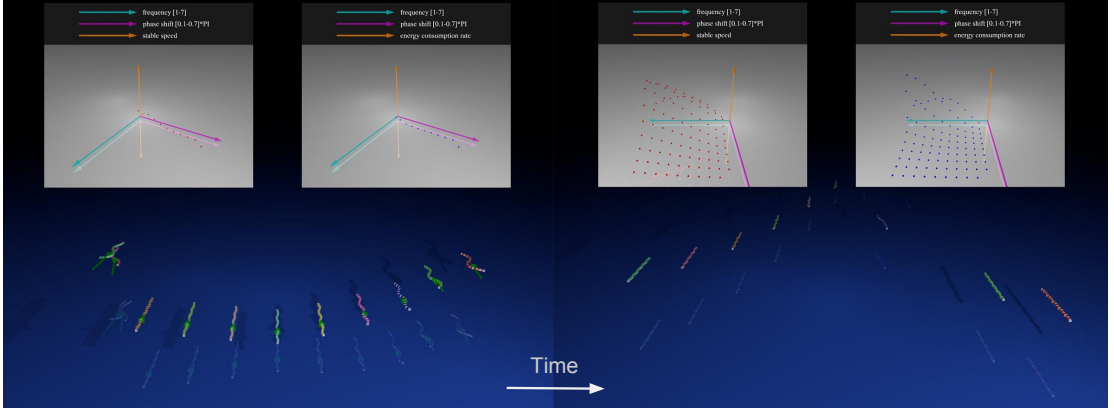 frequency [1-7]
phase shift [0.1-0.7]*PI
stable speed
frequency [1-7]
phase shift [0.1-0.7]*PI
energy consumption rate
frequency [1-7]
phase shift [0.1-0.7]*PI
stable speed
frequency [1-7]
phase shift [0.1-0.7]*PI
energy consumption rate
Time